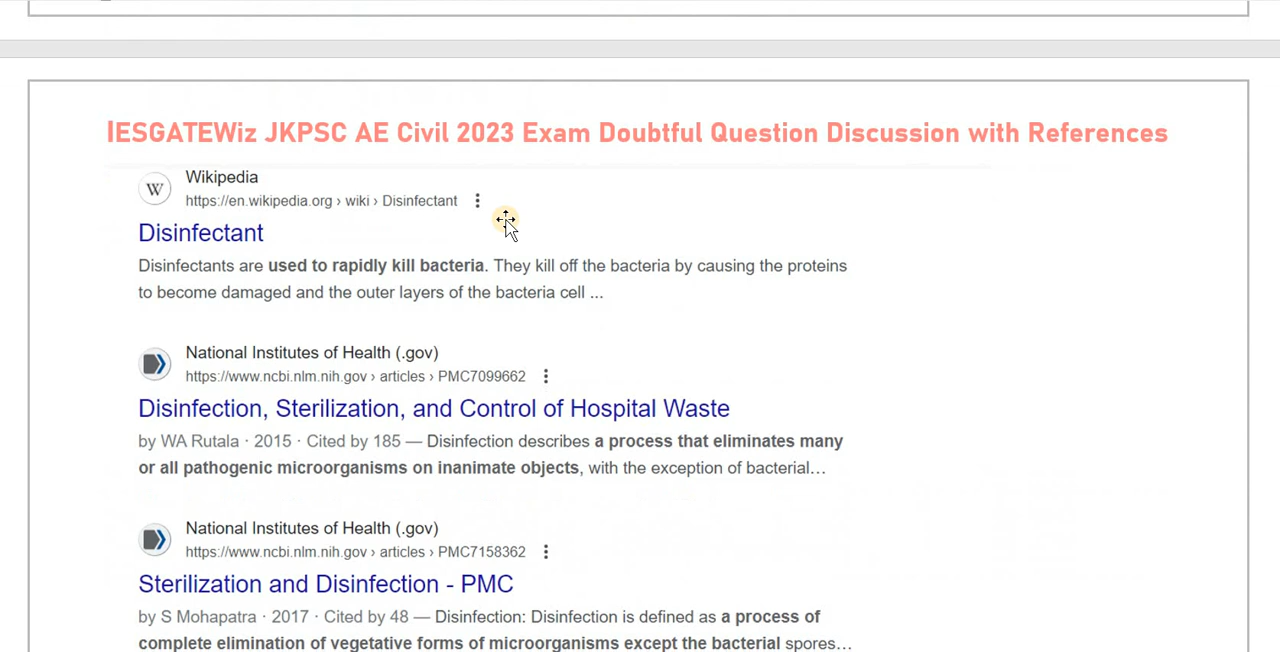 IESGATEWiz JKPSC AE Civil 2023 Exam Doubtful Question Discussion with References
Wikipedia
https://en.wikipedia.org › wiki › Disinfectant
Disinfectant
Disinfectants are used to rapidly kill bacteria. They kill off the bacteria by causing the proteins
to become damaged and the outer layers of the bacteria cell ...
National Institutes of Health (.gov)
https://www.ncbi.nlm.nih.gov › articles › PMC7099662
Disinfection, Sterilization, and Control of Hospital Waste
by WA Rutala · 2015 · Cited by 185 — Disinfection describes a process that eliminates many
or all pathogenic microorganisms on inanimate objects, with the exception of bacterial...
National Institutes of Health (.gov)
https://www.ncbi.nlm.nih.gov › articles › PMC7158362
Sterilization and Disinfection - PMC
by S Mohapatra · 2017 · Cited by 48 — Disinfection: Disinfection is defined as a process of
complete elimination of vegetative forms of microorganisms except the bacterial spores...
W